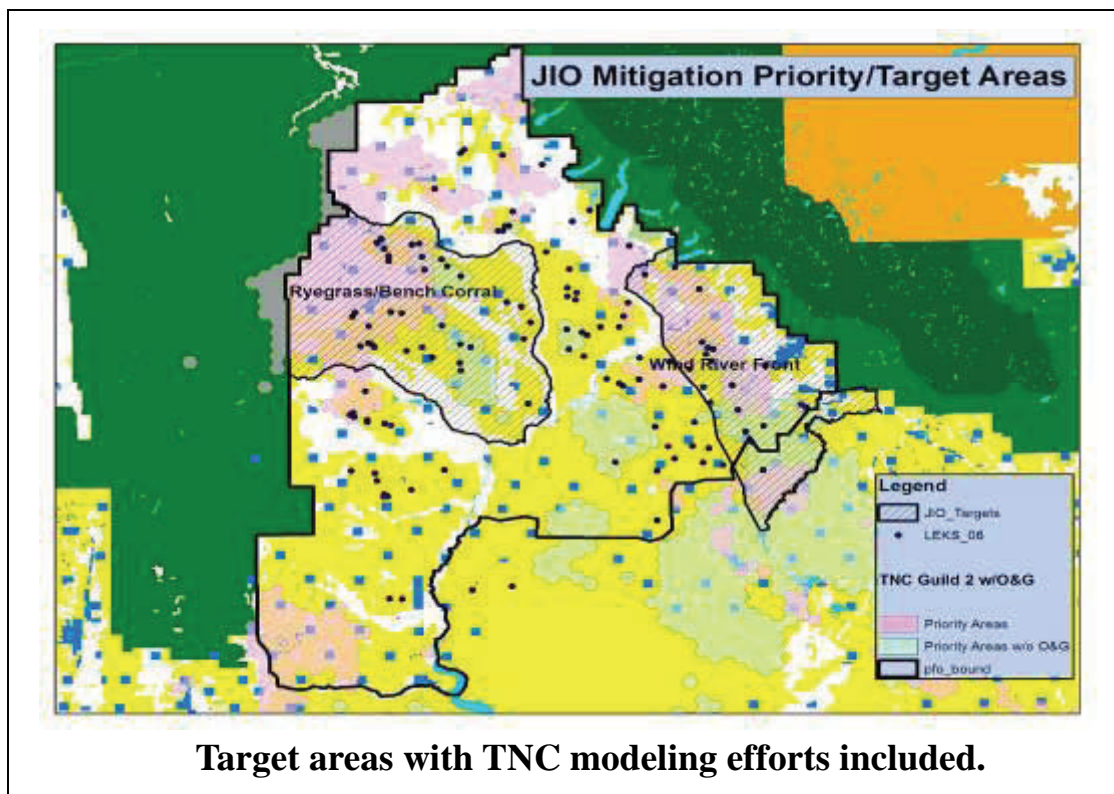 JIO Mitigation Priority/Target Areas
Ryegrass/Bench Corral
Wind River Front
Legend
JIO_Targets
LEKS_06
TNC Guild 2 w/O&G
Priority Areas
Priority Areas w/o O&G
pfo_bound
Target areas with TNC modeling efforts included.